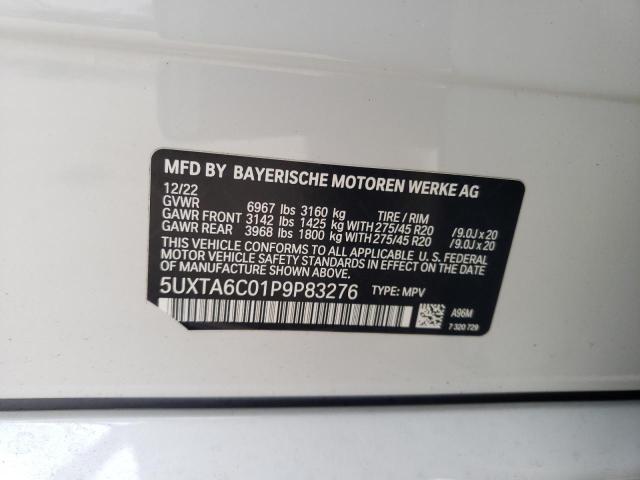 MFD BY BAYERISCHE MOTOREN WERKE AG
12/22
GVWR 6967 lbs 3160 kg TIRE / RIM
GAWR FRONT 3142 lbs 1425 kg WITH 275/45 R20 /9.0J x 20
GAWR REAR 3968 lbs 1800 kg WITH 275/45 R20 /9.0J x 20
THIS VEHICLE CONFORMS TO ALL APPLICABLE U.S. FEDERAL
MOTOR VEHICLE SAFETY STANDARDS IN EFFECT ON THE DATE OF
MANUFACTURE SHOWN ABOVE.
5UXTA6C01P9P83276 TYPE: MPV
A96M
7 320 729